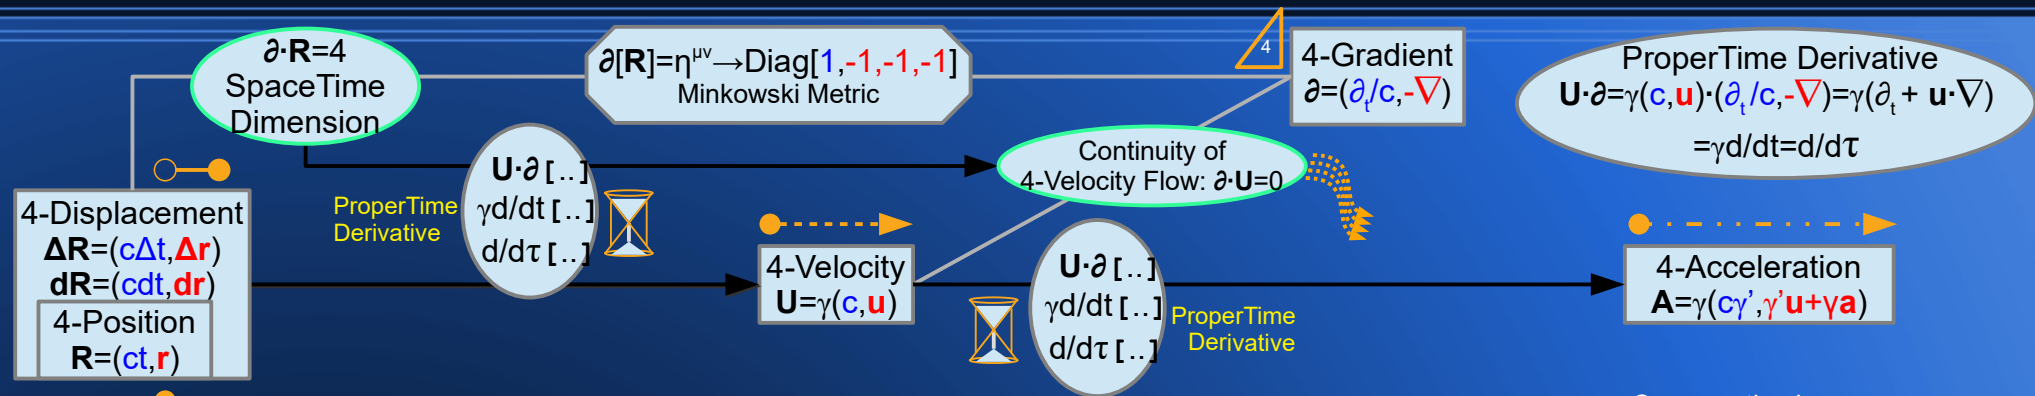 ∂·R=4
SpaceTime
Dimension
∂[R]=η^μν→Diag[1,-1,-1,-1]
Minkowski Metric
4
4-Gradient
∂=(∂_t/c,-∇)
ProperTime Derivative
U·∂=γ(c,u)·(∂_t/c,-∇)=γ(∂_t + u·∇)
=γd/dt=d/dτ
4-Displacement
ΔR=(cΔt,Δr)
dR=(cdt,dr)
4-Position
R=(ct,r)
ProperTime
Derivative
U·∂[..]
γd/dt[..]
d/dτ[..]
Continuity of
4-Velocity Flow: ∂·U=0
4-Velocity
U=γ(c,u)
U·∂[..]
γd/dt[..]
d/dτ[..]
ProperTime
Derivative
4-Acceleration
A=γ(cγ’,γ’u+γa)